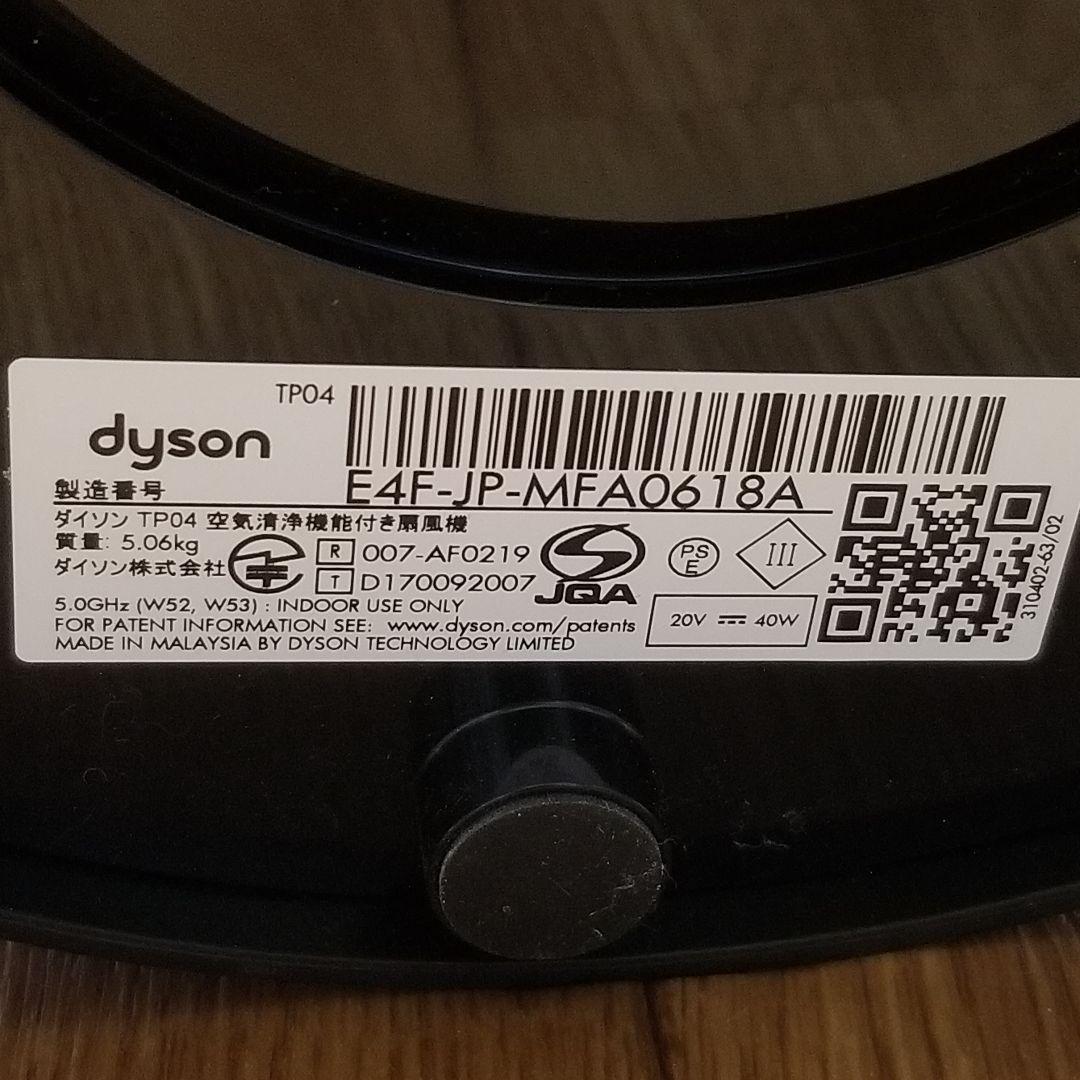 TP04
dyson
製造番号 E4F-JP-MFA0618A
ダイソン TP04 空気清浄機能付き扇風機
質量: 5.06kg
ダイソン株式会社
R 007-AF0219
T D170092007
JQA
PS E
III
20V ⎓ 40W
310402-63/02
5.0GHz (W52, W53) : INDOOR USE ONLY
FOR PATENT INFORMATION SEE: www.dyson.com/patents
MADE IN MALAYSIA BY DYSON TECHNOLOGY LIMITED